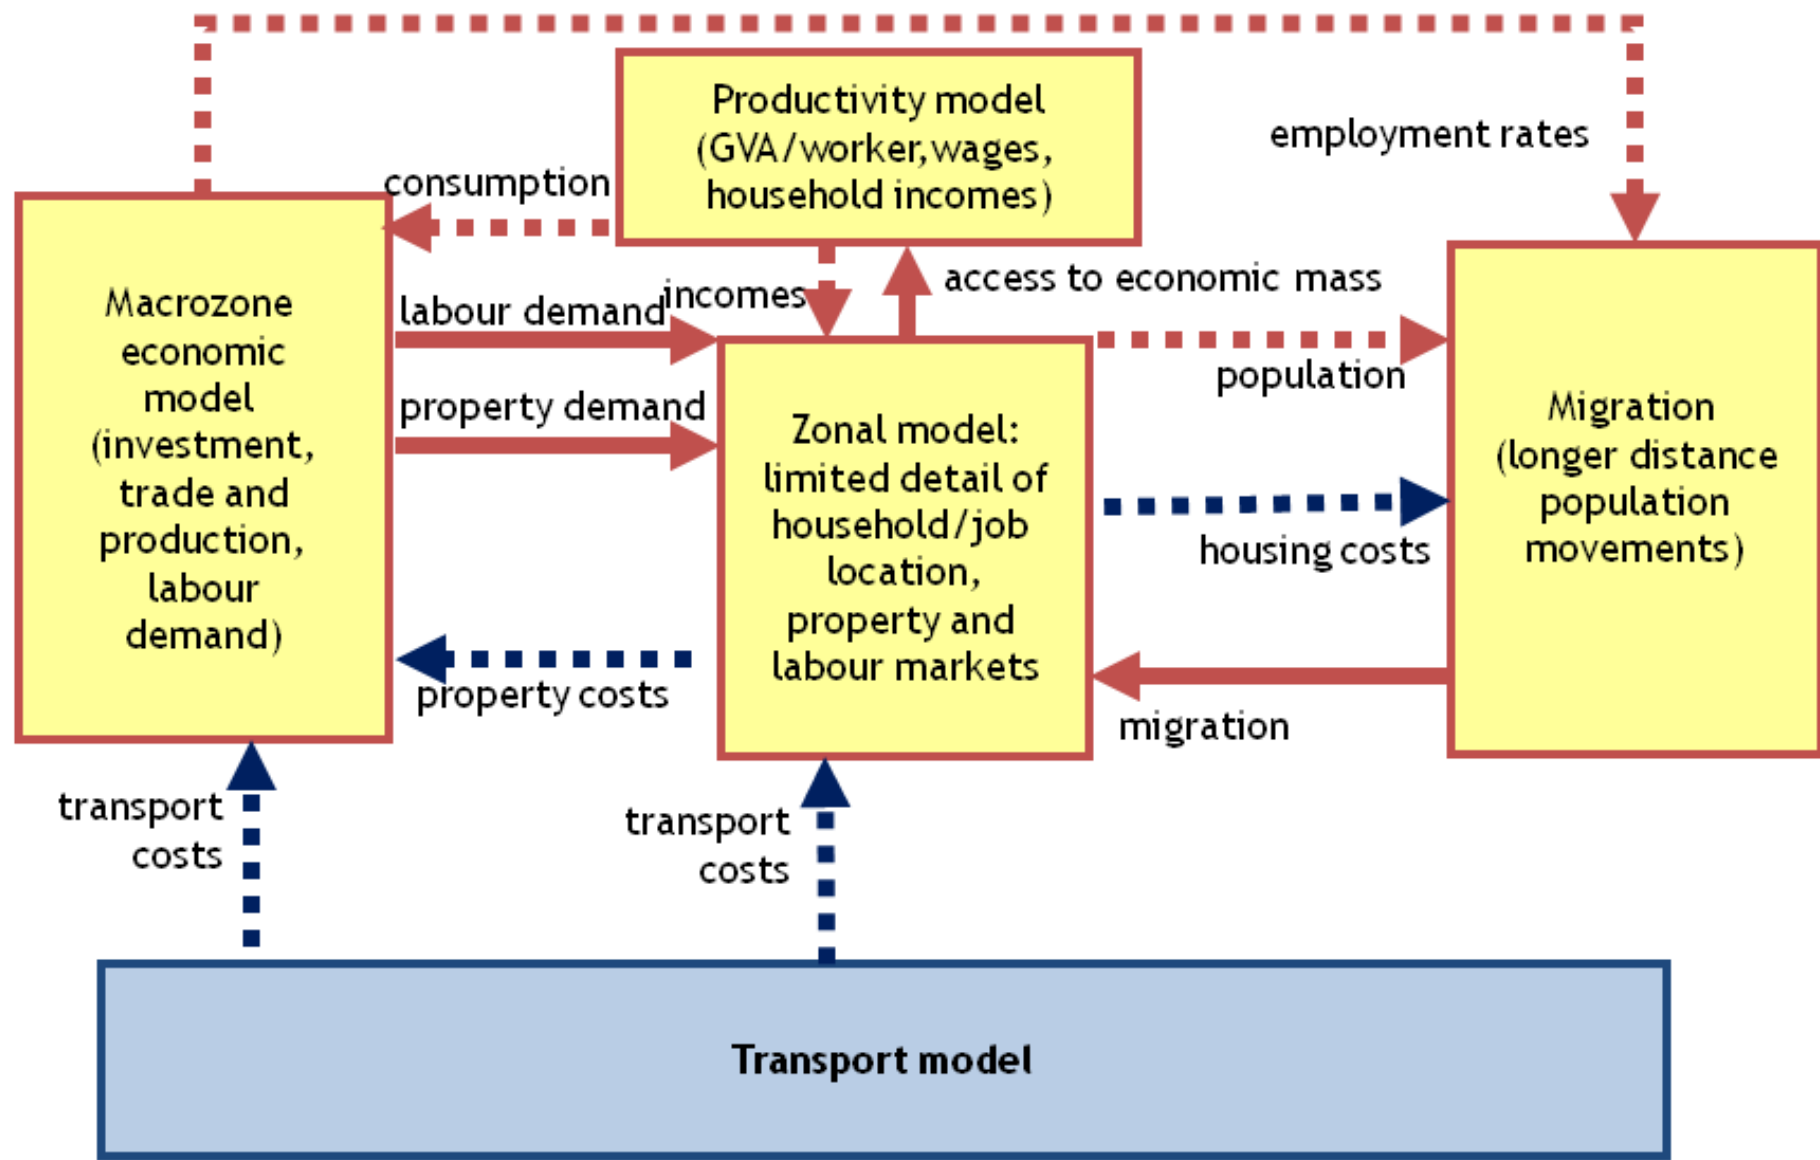 Productivity model
(GVA/worker,wages,
household incomes)
employment rates
consumption
Macrozone
economic
model
(investment,
trade and
production,
labour
demand)
labour demand
incomes
access to economic mass
property demand
population
Zonal model:
limited detail of
household/job
location,
property and
labour markets
Migration
(longer distance
population
movements)
housing costs
property costs
migration
transport
costs
transport
costs
Transport model